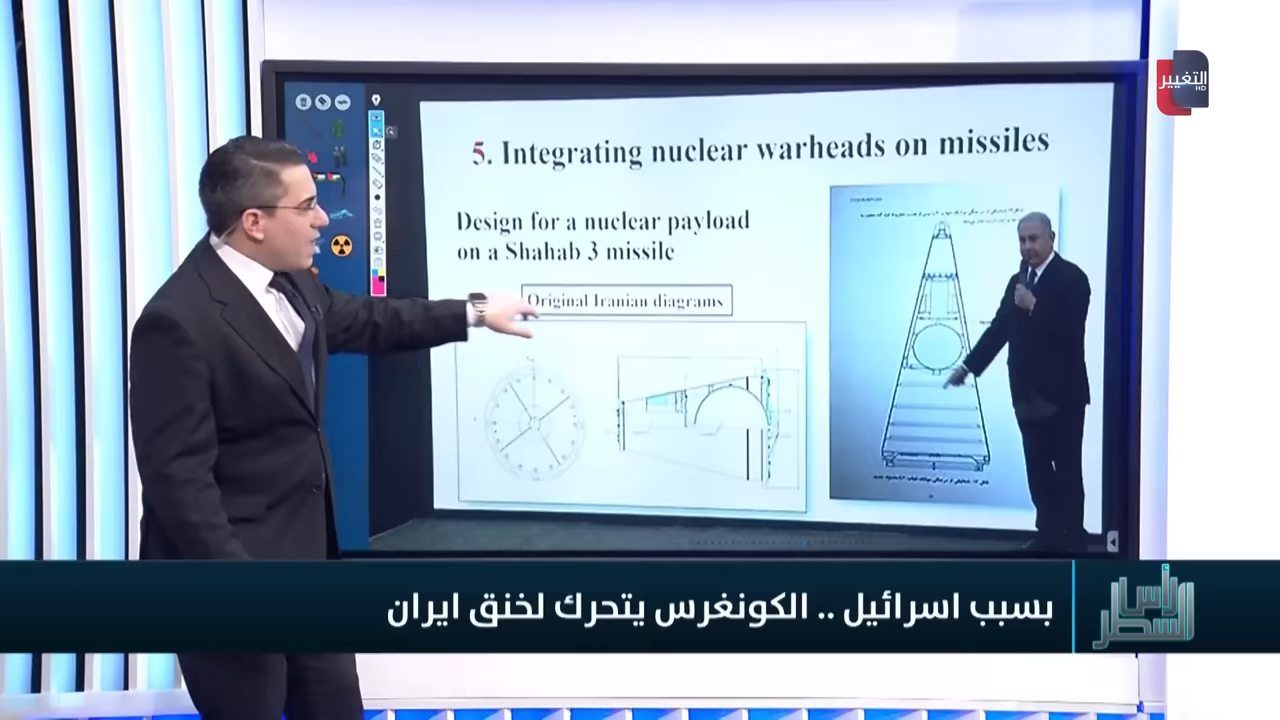 التغيير
HD
5. Integrating nuclear warheads on missiles
Design for a nuclear payload
on a Shahab 3 missile
Original Iranian diagrams
بسبب اسرائيل .. الكونغرس يتحرك لخنق ايران
رأس
السطر